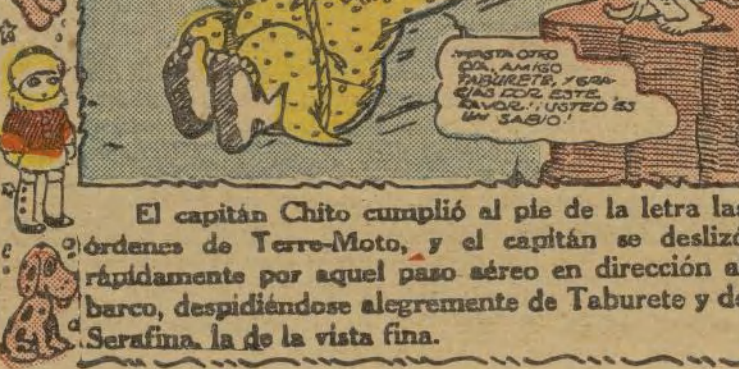 ¡HASTA OTRO
DÍA, AMIGO
TABURETE, Y GRA-
CIAS POR ESTE
FAVOR! ¡USTED ES
UN SABIO!
El capitán Chito cumplió al pie de la letra las
órdenes de Terre-Moto, y el capitán se deslizó
rápidamente por aquel paso aéreo en dirección a
barco, despidiéndose alegremente de Taburete y de
Serafina, la de la vista fina.